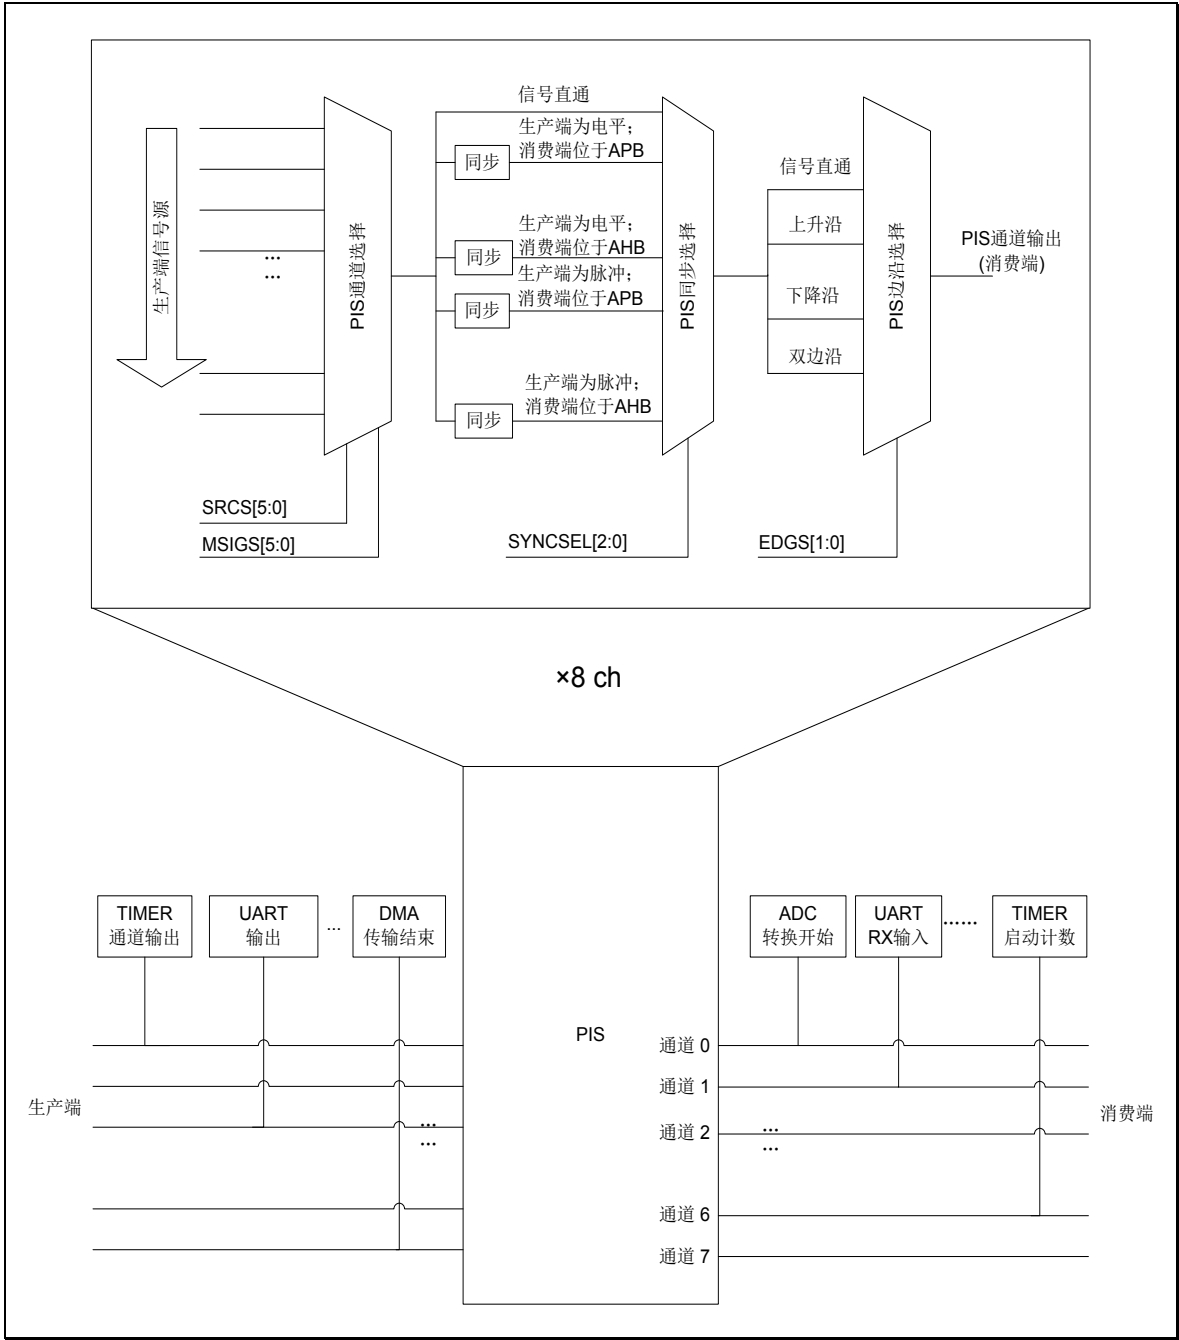 信号直通
生产端为电平；
消费端位于APB
同步
生产端为电平；
消费端位于AHB
同步
生产端为脉冲；
消费端位于APB
同步
生产端为脉冲；
消费端位于AHB
同步
生产端信号源
...
...
PIS通道选择
PIS同步选择
信号直通
上升沿
下降沿
双边沿
PIS边沿选择
PIS通道输出
(消费端)
SRCS[5:0]
MSIGS[5:0]
SYNCSEL[2:0]
EDGS[1:0]
×8 ch
TIMER
通道输出
UART
输出
...
DMA
传输结束
ADC
转换开始
UART
RX输入
......
TIMER
启动计数
PIS
通道 0
通道 1
通道 2
通道 6
通道 7
生产端
...
...
...
...
消费端